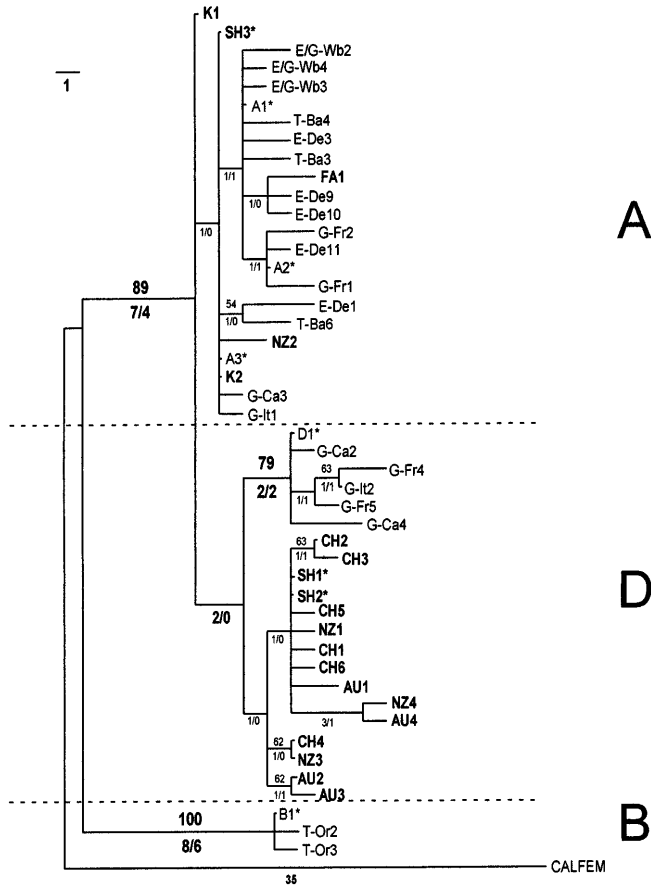 K1
SH3*
1
E/G-Wb2
E/G-Wb4
E/G-Wb3
A1*
T-Ba4
E-De3
T-Ba3
1/1
FA1
E-De9
1/0
E-De10
A
1/0
G-Fr2
E-De11
1/1
A2*
G-Fr1
89
7/4
54
E-De1
1/0
T-Ba6
NZ2
A3*
K2
G-Ca3
G-It1
D1*
G-Ca2
79
2/2
63
G-Fr4
1/1
G-It2
1/1
G-Fr5
G-Ca4
63
CH2
1/1
CH3
SH1*
SH2*
D
CH5
2/0
NZ1
1/0
CH1
CH6
AU1
NZ4
3/1
AU4
1/0
62
CH4
1/0
NZ3
62
AU2
1/1
AU3
B1*
100
T-Or2
8/6
T-Or3
B
CALFEM
35